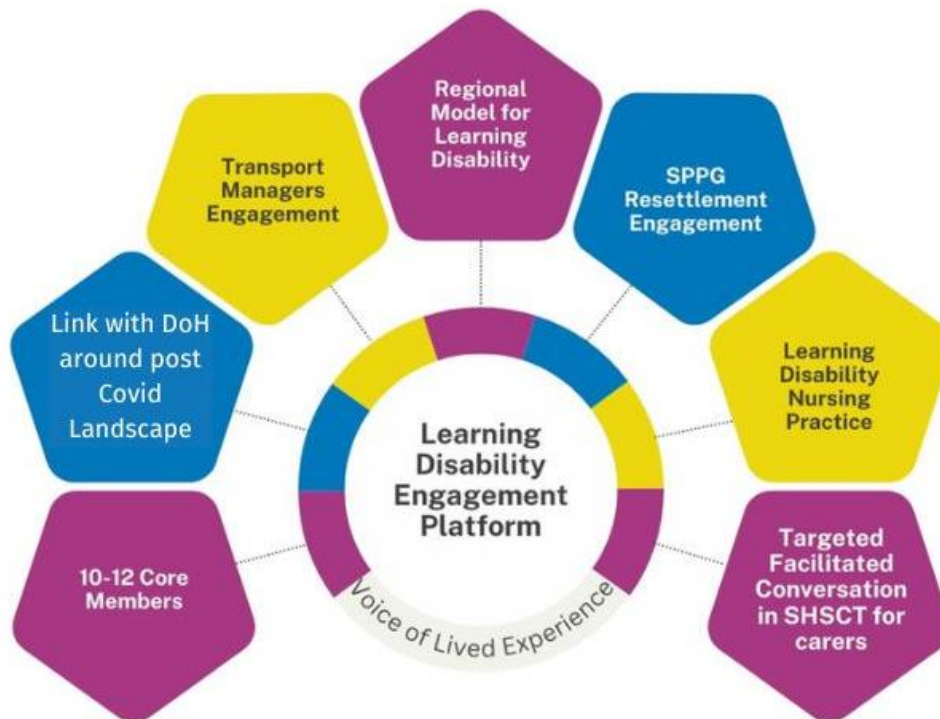 Regional
Model for
Learning
Disability
Transport
Managers
Engagement
SPPG
Resettlement
Engagement
Link with DoH
around post
Covid
Landscape
Learning
Disability
Nursing
Practice
Learning
Disability
Engagement
Platform
10-12 Core
Members
Targeted
Facilitated
Conversation
in SHSCT for
carers
Voice of Lived Experience